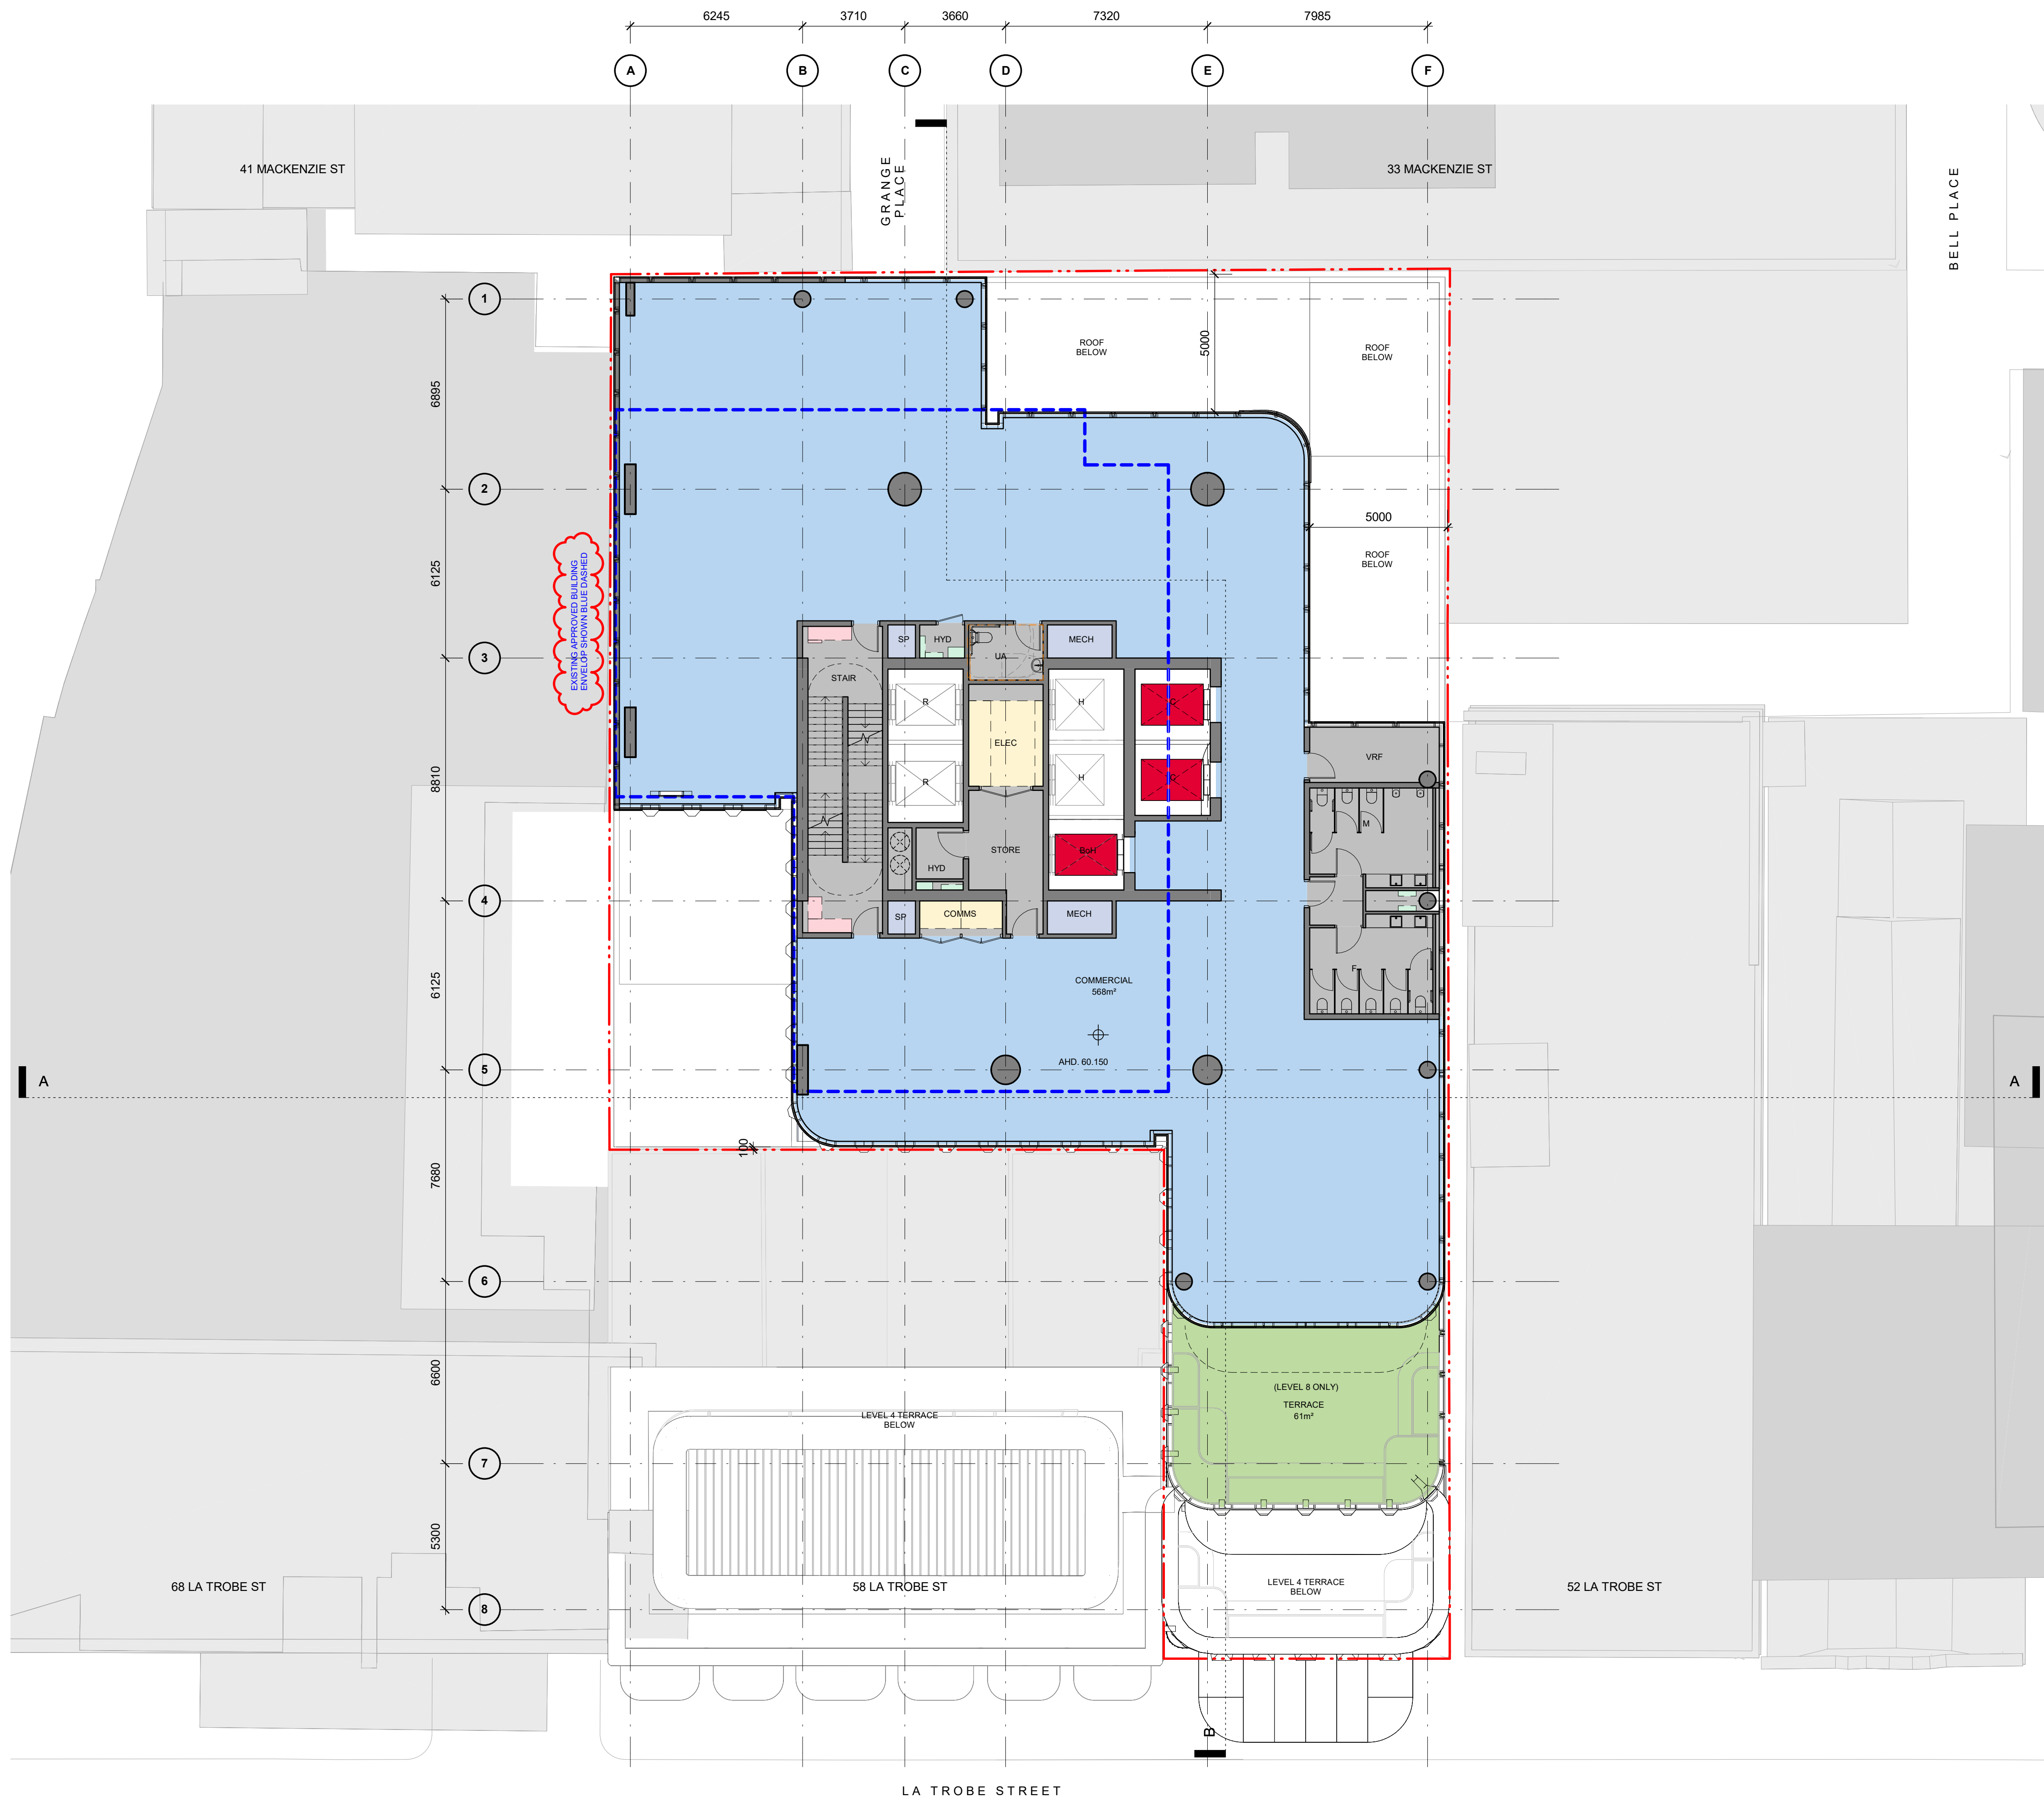 6245
3710
3660
7320
7985
A
B
C
D
E
F
41 MACKENZIE ST
GRANGE
PLACE
33 MACKENZIE ST
BELL PLACE
1
ROOF
BELOW
5000
ROOF
BELOW
6895
2
5000
ROOF
BELOW
6125
EXISTING APPROVED BUILDING
ENVELOP SHOWN BLUE DASHED
3
SP
HYD
UA
MECH
STAIR
R
H
ELEC
VRF
R
H
8810
M
STORE
BoH
HYD
4
SP
COMMS
MECH
F
COMMERCIAL
568m²
6125
AHD. 60.150
5
A
A
100
7680
6
6600
(LEVEL 8 ONLY)
TERRACE
61m²
LEVEL 4 TERRACE
BELOW
7
5300
68 LA TROBE ST
58 LA TROBE ST
LEVEL 4 TERRACE
BELOW
52 LA TROBE ST
8
B
LA TROBE STREET